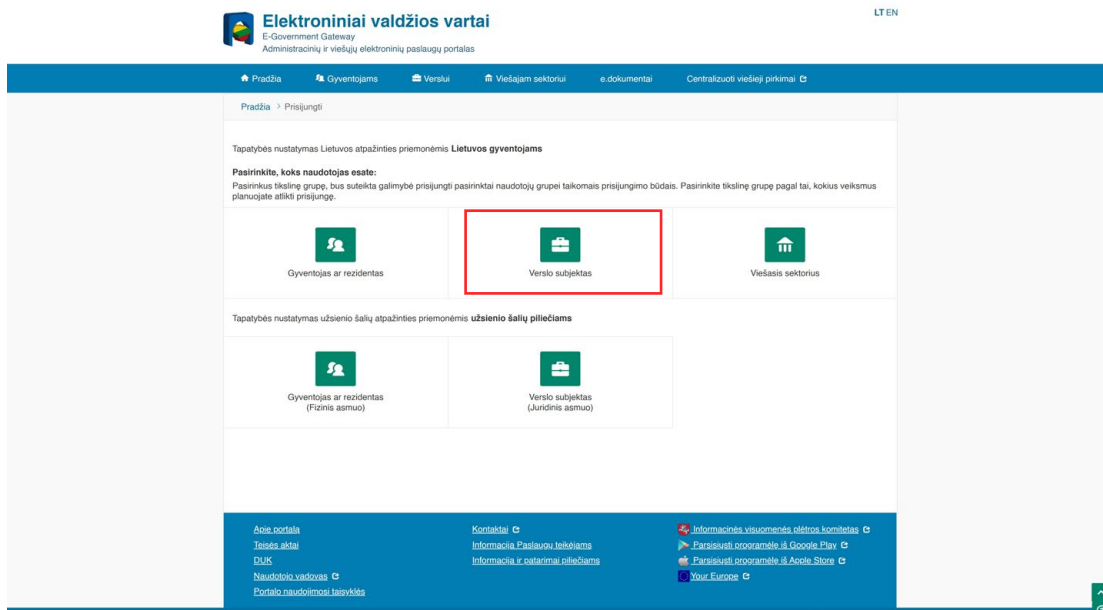 LT EN
Elektroniniai valdžios vartai
E-Government Gateway
Administracinių ir viešųjų elektroninių paslaugų portalas
Pradžia Gyventojams Verslui Viešajam sektoriui e.dokumentai Centralizuoti viešieji pirkimai
Pradžia > Prisijungti
Tapatybės nustatymas Lietuvos atpažinties priemonėmis Lietuvos gyventojams
Pasirinkite, koks naudotojas esate:
Pasirinkus tikslinę grupę, bus suteikta galimybė prisijungti pasirinktai naudotojų grupei taikomais prisijungimo būdais. Pasirinkite tikslinę grupę pagal tai, kokius veiksmus
planuojate atlikti prisijungę.
Gyventojas ar rezidentas
Verslo subjektas
Viešasis sektorius
Tapatybės nustatymas užsienio šalių atpažinties priemonėmis užsienio šalių piliečiams
Gyventojas ar rezidentas
(Fizinis asmuo)
Verslo subjektas
(Juridinis asmuo)
Apie portalą
Teisės aktai
DUK
Naudotojo vadovas
Portalo naudojimosi taisyklės
Kontaktai
Informacija Paslaugų teikėjams
Informacija ir patarimai piliečiams
Informacinės visuomenės plėtros komitetas
Parsisiųsti programėlę iš Google Play
Parsisiųsti programėlę iš Apple Store
Your Europe